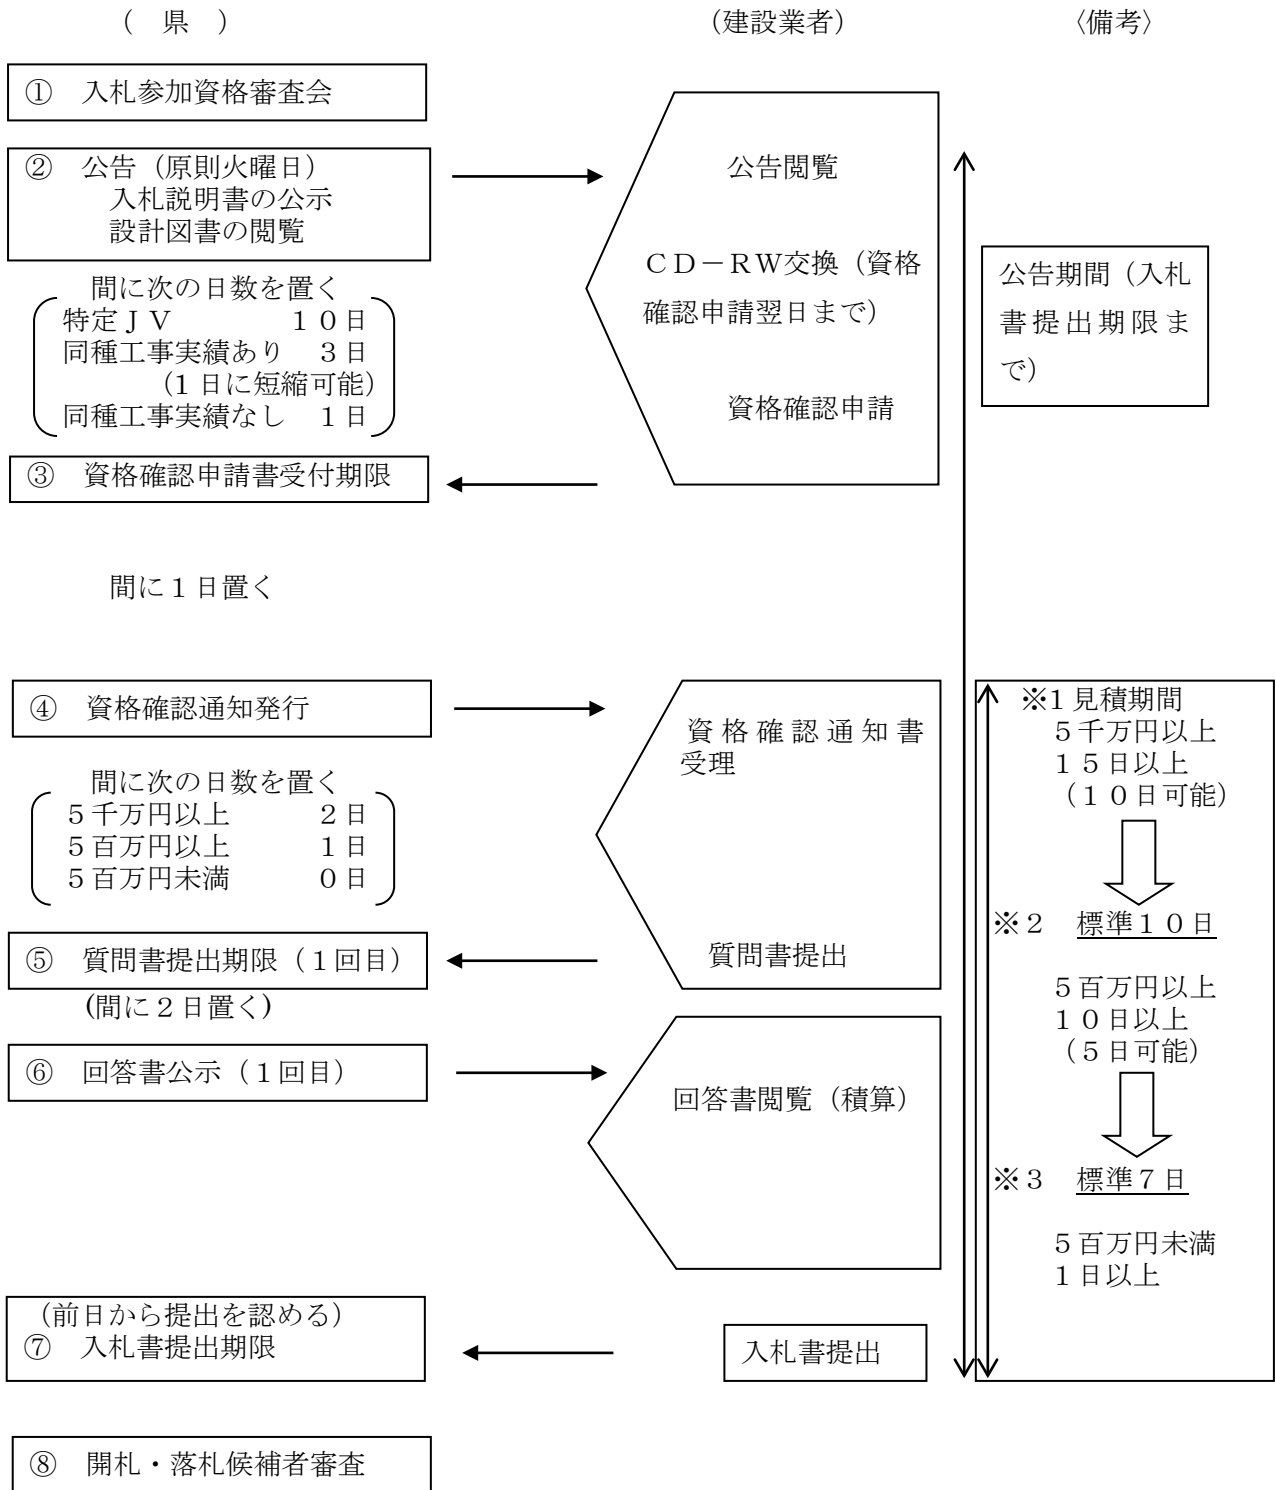 （　県　）
（建設業者）
〈備考〉
①　入札参加資格審査会
②　公告（原則火曜日）
入札説明書の公示
設計図書の閲覧
間に次の日数を置く
特定ＪＶ　　　　１０日
同種工事実績あり　３日
（1 日に短縮可能）
同種工事実績なし　１日
③　資格確認申請書受付期限
間に１日置く
④　資格確認通知発行
間に次の日数を置く
５千万円以上　　　２日
５百万円以上　　　１日
５百万円未満　　　０日
⑤　質問書提出期限（１回目）
(間に２日置く)
⑥　回答書公示（１回目）
（前日から提出を認める）
⑦　入札書提出期限
⑧　開札・落札候補者審査
公告閲覧
ＣＤ－ＲＷ交換（資格
確認申請翌日まで）
資格確認申請
資格確認通知書
受理
質問書提出
回答書閲覧（積算）
入札書提出
公告期間（入札
書提出期限ま
で）
※1 見積期間
５千万円以上
１５日以上
（１０日可能）
※２　標準１０日
５百万円以上
１０日以上
（５日可能）
※３　標準７日
５百万円未満
１日以上